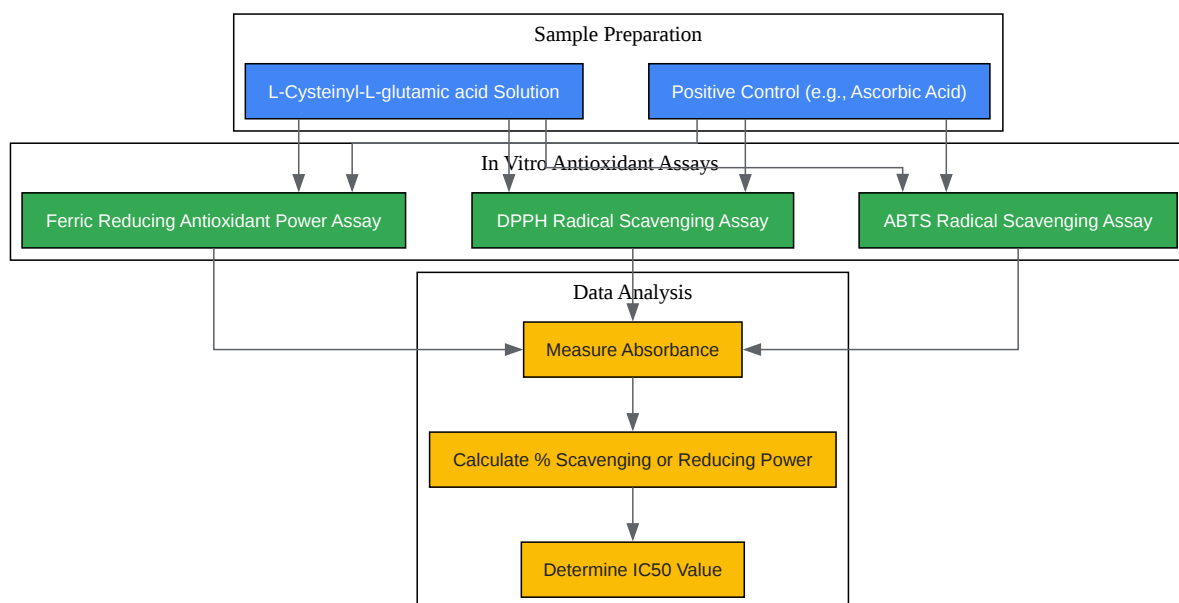 Sample Preparation
L-Cysteinyl-L-glutamic acid Solution
Positive Control (e.g., Ascorbic Acid)
In Vitro Antioxidant Assays
Ferric Reducing Antioxidant Power Assay
DPPH Radical Scavenging Assay
ABTS Radical Scavenging Assay
Data Analysis
Measure Absorbance
Calculate % Scavenging or Reducing Power
Determine IC50 Value